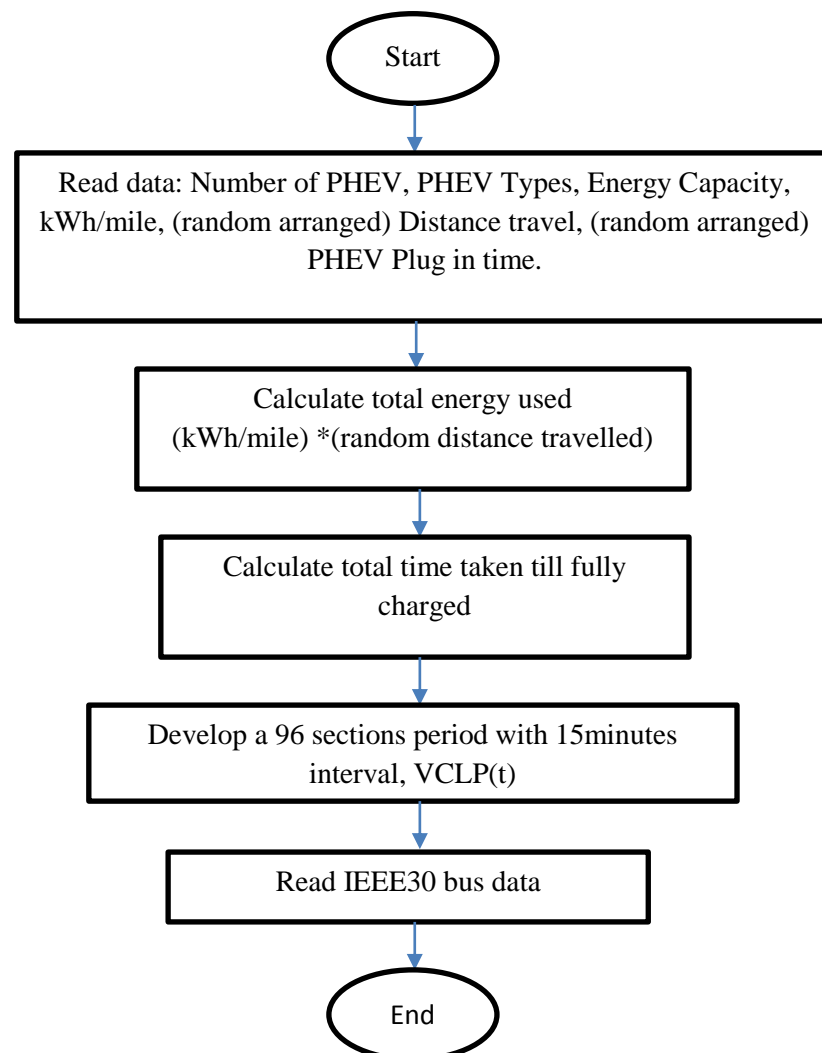 Start
Read data: Number of PHEV, PHEV Types, Energy Capacity,
kWh/mile, (random arranged) Distance travel, (random arranged)
PHEV Plug in time.
Calculate total energy used
(kWh/mile) *(random distance travelled)
Calculate total time taken till fully
charged
Develop a 96 sections period with 15minutes
interval, VCLP(t)
Read IEEE30 bus data
End